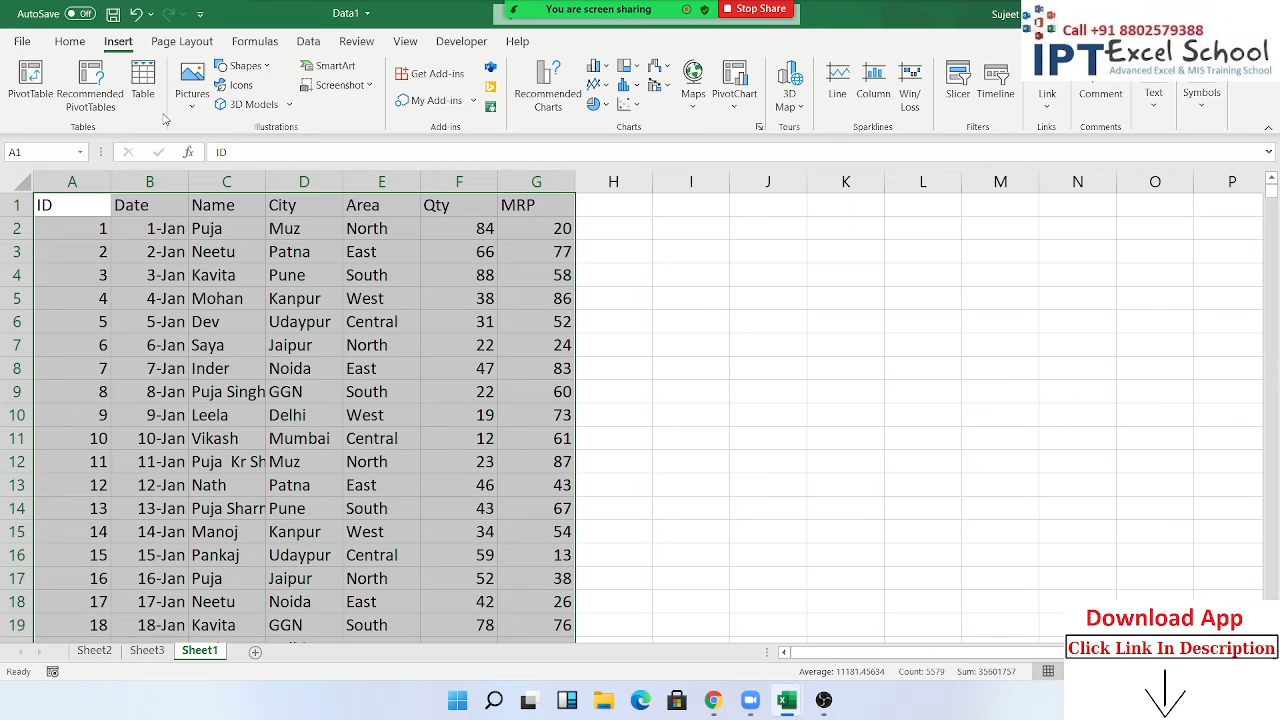 AutoSave Off Data1 You are screen sharing Stop Share Sujeet
Call +91 8802579388
IPT Excel School
Advanced Excel & MIS Training School
File Home Insert Page Layout Formulas Data Review View Developer Help
PivotTable Recommended PivotTables Table Pictures Shapes Icons 3D Models SmartArt Screenshot Get Add-ins My Add-ins Recommended Charts Maps PivotChart 3D Map Line Column Win/Loss Slicer Timeline Link Comment Text Symbols
Tables Illustrations Add-ins Charts Tours Sparklines Filters Links Comments
A1 fx ID
A B C D E F G H I J K L M N O P
1 ID Date Name City Area Qty MRP
2 1 1-Jan Puja Muz North 84 20
3 2 2-Jan Neetu Patna East 66 77
4 3 3-Jan Kavita Pune South 88 58
5 4 4-Jan Mohan Kanpur West 38 86
6 5 5-Jan Dev Udaypur Central 31 52
7 6 6-Jan Saya Jaipur North 22 24
8 7 7-Jan Inder Noida East 47 83
9 8 8-Jan Puja Singh GGN South 22 60
10 9 9-Jan Leela Delhi West 19 73
11 10 10-Jan Vikash Mumbai Central 12 61
12 11 11-Jan Puja Kr Sh Muz North 23 87
13 12 12-Jan Nath Patna East 46 43
14 13 13-Jan Puja Sharr Pune South 43 67
15 14 14-Jan Manoj Kanpur West 34 54
16 15 15-Jan Pankaj Udaypur Central 59 13
17 16 16-Jan Puja Jaipur North 52 38
18 17 17-Jan Neetu Noida East 42 26
19 18 18-Jan Kavita GGN South 78 76
Download App
Click Link In Description
Sheet2 Sheet3 Sheet1
Ready Average: 11181.45634 Count: 5579 Sum: 35601757